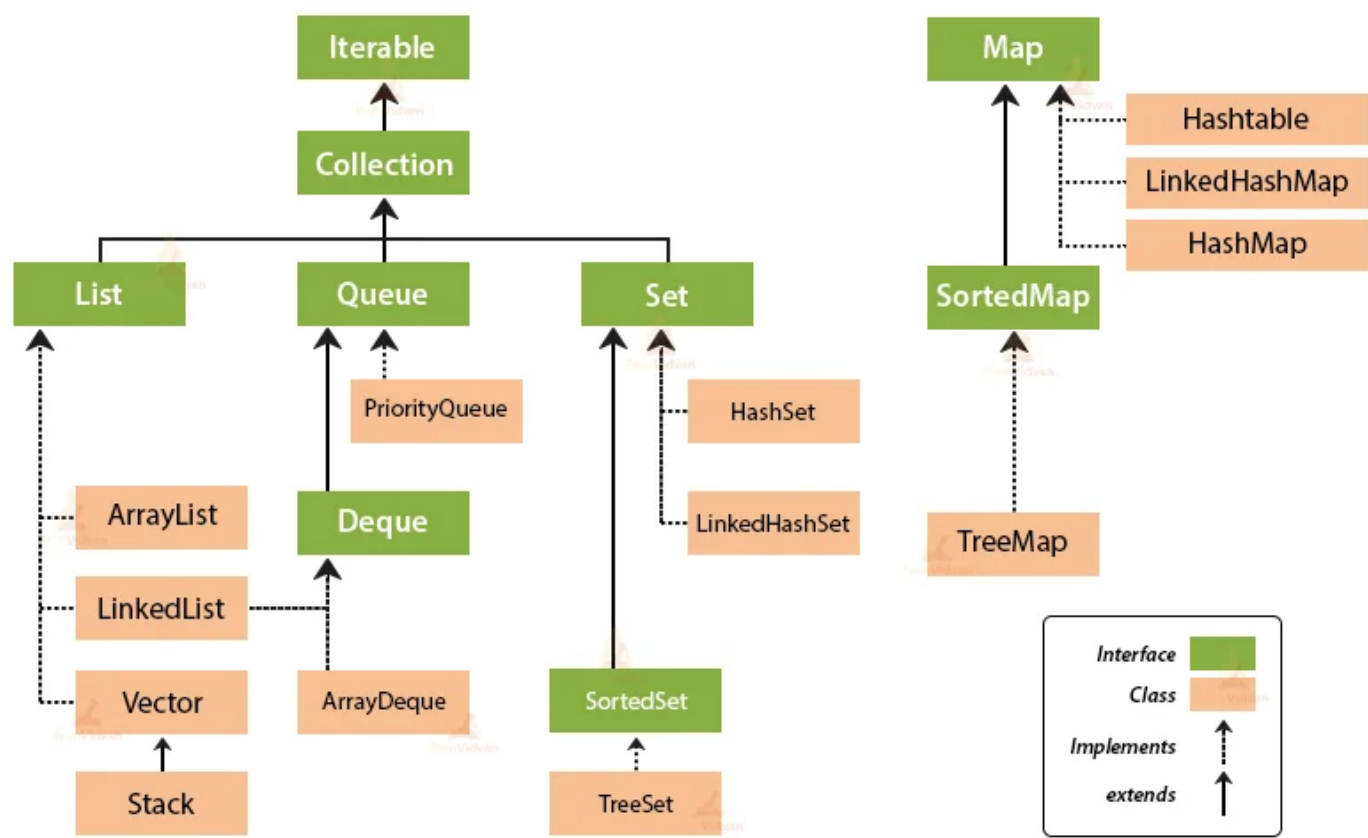 Iterable
Map
Hashtable
Collection
LinkedHashMap
HashMap
List
Queue
Set
SortedMap
PriorityQueue
HashSet
ArrayList
Deque
LinkedHashSet
TreeMap
LinkedList
Interface
Vector
ArrayDeque
SortedSet
Class
Implements
Stack
TreeSet
extends